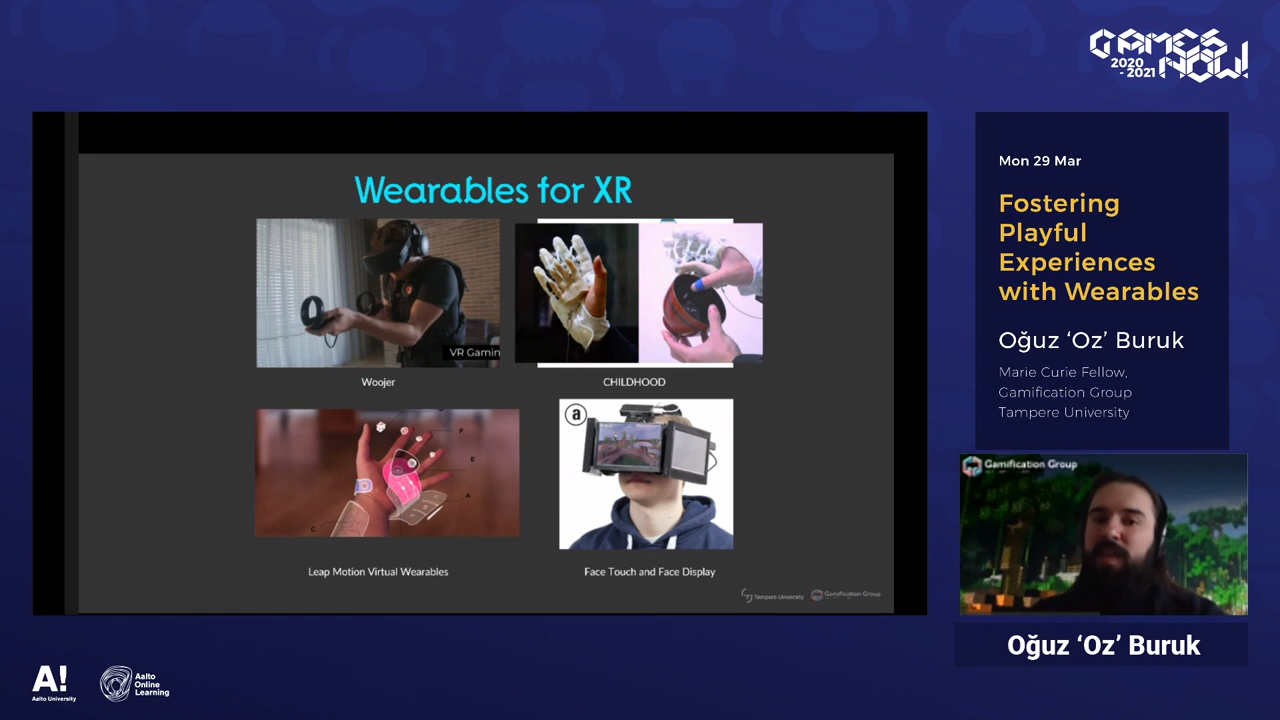 GAMES
2020
- 2021
NOW!
Mon 29 Mar
Fostering
Playful
Experiences
with Wearables
Oğuz ‘Oz’ Buruk
Marie Curie Fellow,
Gamification Group
Tampere University
Wearables for XR
VR Gamin
Woojer
CHILDHOOD
a
P
E
A
C
Leap Motion Virtual Wearables
Face Touch and Face Display
Tampere University
Gamification Group
Gamification Group
Oğuz ‘Oz’ Buruk
A!
Aalto University
Aalto
Online
Learning